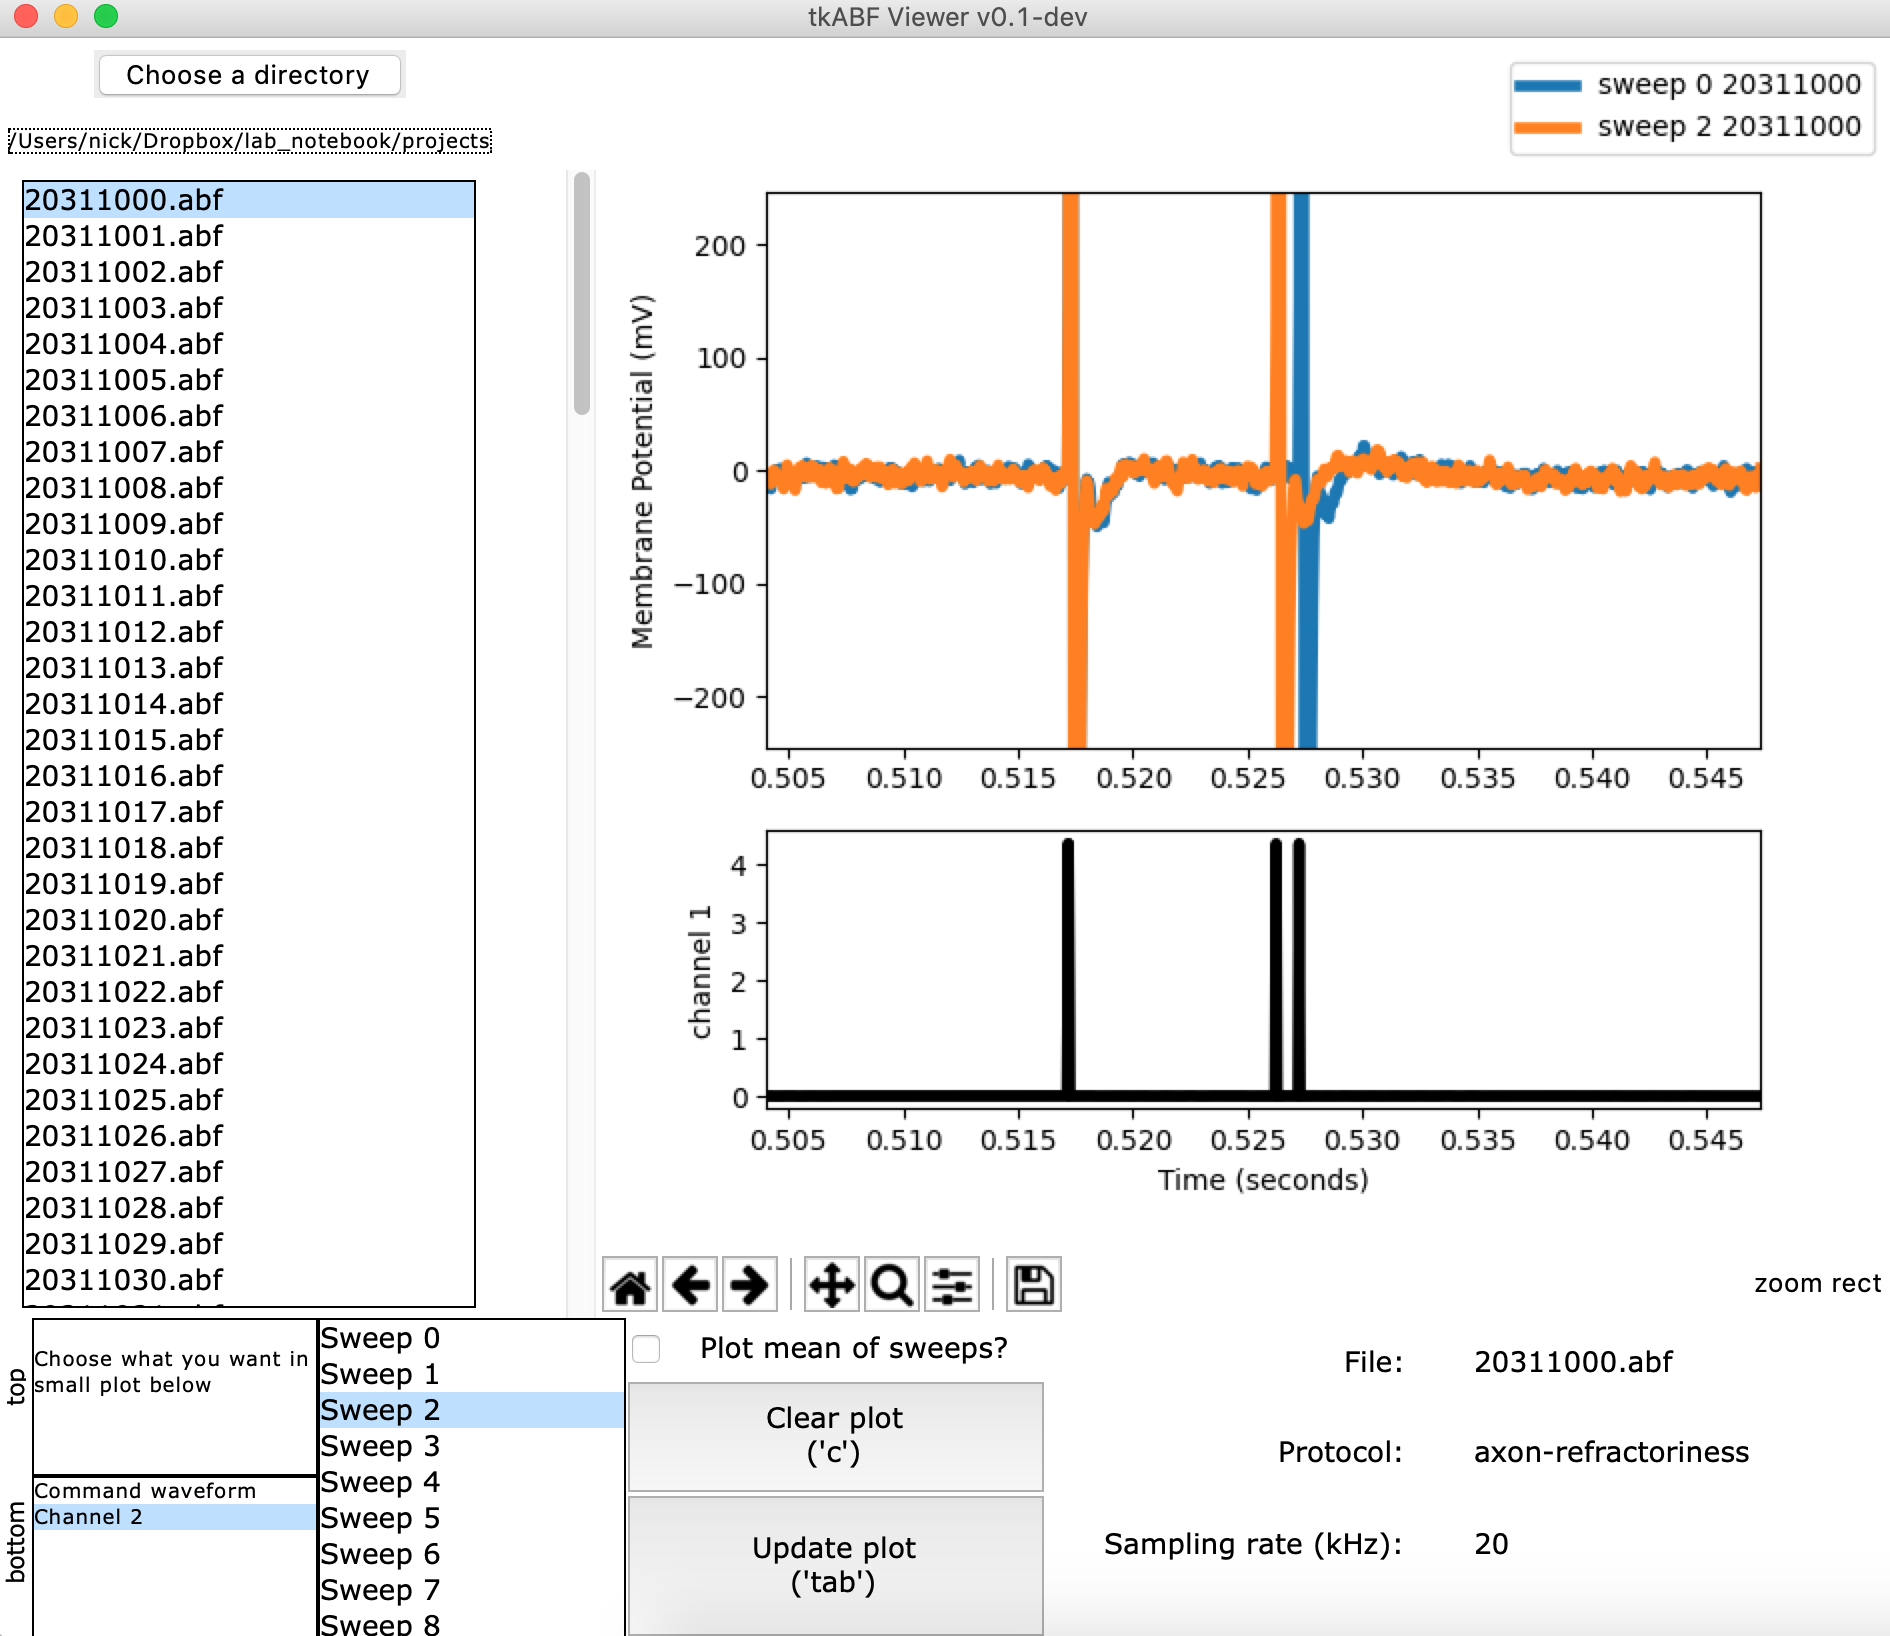 tkABF Viewer v0.1-dev
Choose a directory
/Users/nick/Dropbox/lab_notebook/projects
20311000.abf
20311001.abf
20311002.abf
20311003.abf
20311004.abf
20311005.abf
20311006.abf
20311007.abf
20311008.abf
20311009.abf
20311010.abf
20311011.abf
20311012.abf
20311013.abf
20311014.abf
20311015.abf
20311016.abf
20311017.abf
20311018.abf
20311019.abf
20311020.abf
20311021.abf
20311022.abf
20311023.abf
20311024.abf
20311025.abf
20311026.abf
20311027.abf
20311028.abf
20311029.abf
20311030.abf
sweep 0 20311000
sweep 2 20311000
Membrane Potential (mV)
200
100
0
−100
−200
0.505 0.510 0.515 0.520 0.525 0.530 0.535 0.540 0.545
channel 1
4
3
2
1
0
0.505 0.510 0.515 0.520 0.525 0.530 0.535 0.540 0.545
Time (seconds)
zoom rect
top
Choose what you want in
small plot below
bottom
Command waveform
Channel 2
Sweep 0
Sweep 1
Sweep 2
Sweep 3
Sweep 4
Sweep 5
Sweep 6
Sweep 7
Sweep 8
Plot mean of sweeps?
Clear plot
('c')
Update plot
('tab')
File: 20311000.abf
Protocol: axon-refractoriness
Sampling rate (kHz): 20